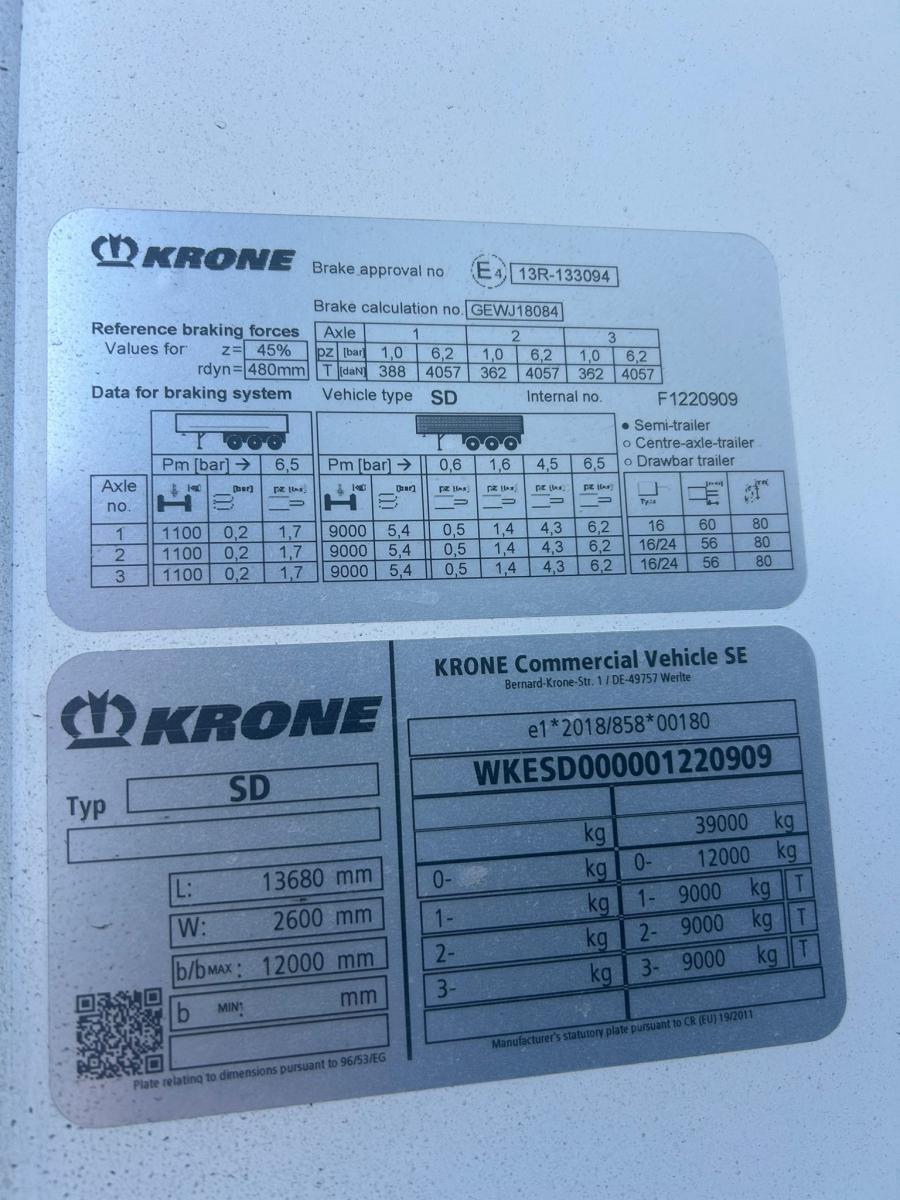 KRONE
Brake approval no E4 13R-133094
Brake calculation no. GEWJ18084
Reference braking forces
Values for z= 45%
rdyn= 480mm
Axle 1 2 3
pz [bar] 1,0 6,2 1,0 6,2 1,0 6,2
T [daN] 388 4057 362 4057 362 4057
Data for braking system Vehicle type SD Internal no. F1220909
• Semi-trailer
○ Centre-axle-trailer
○ Drawbar trailer
Pm [bar] → 6,5 Pm [bar] → 0,6 1,6 4,5 6,5
Axle no. [bar] pz [bar] pz pz pz pz
1 1100 0,2 1,7 9000 5,4 0,5 1,4 4,3 6,2 16 60 80
2 1100 0,2 1,7 9000 5,4 0,5 1,4 4,3 6,2 16/24 56 80
3 1100 0,2 1,7 9000 5,4 0,5 1,4 4,3 6,2 16/24 56 80
KRONE
Typ SD
L: 13680 mm
W: 2600 mm
b/b MAX: 12000 mm
b MIN: mm
Plate relating to dimensions pursuant to 96/53/EG
KRONE Commercial Vehicle SE
Bernard-Krone-Str. 1 / DE-49757 Werlte
e1*2018/858*00180
WKESD000001220909
kg 39000 kg
0- kg 0- 12000 kg
1- kg 1- 9000 kg T
2- kg 2- 9000 kg T
3- kg 3- 9000 kg T
Manufacturer's statutory plate pursuant to CR (EU) 19/2011